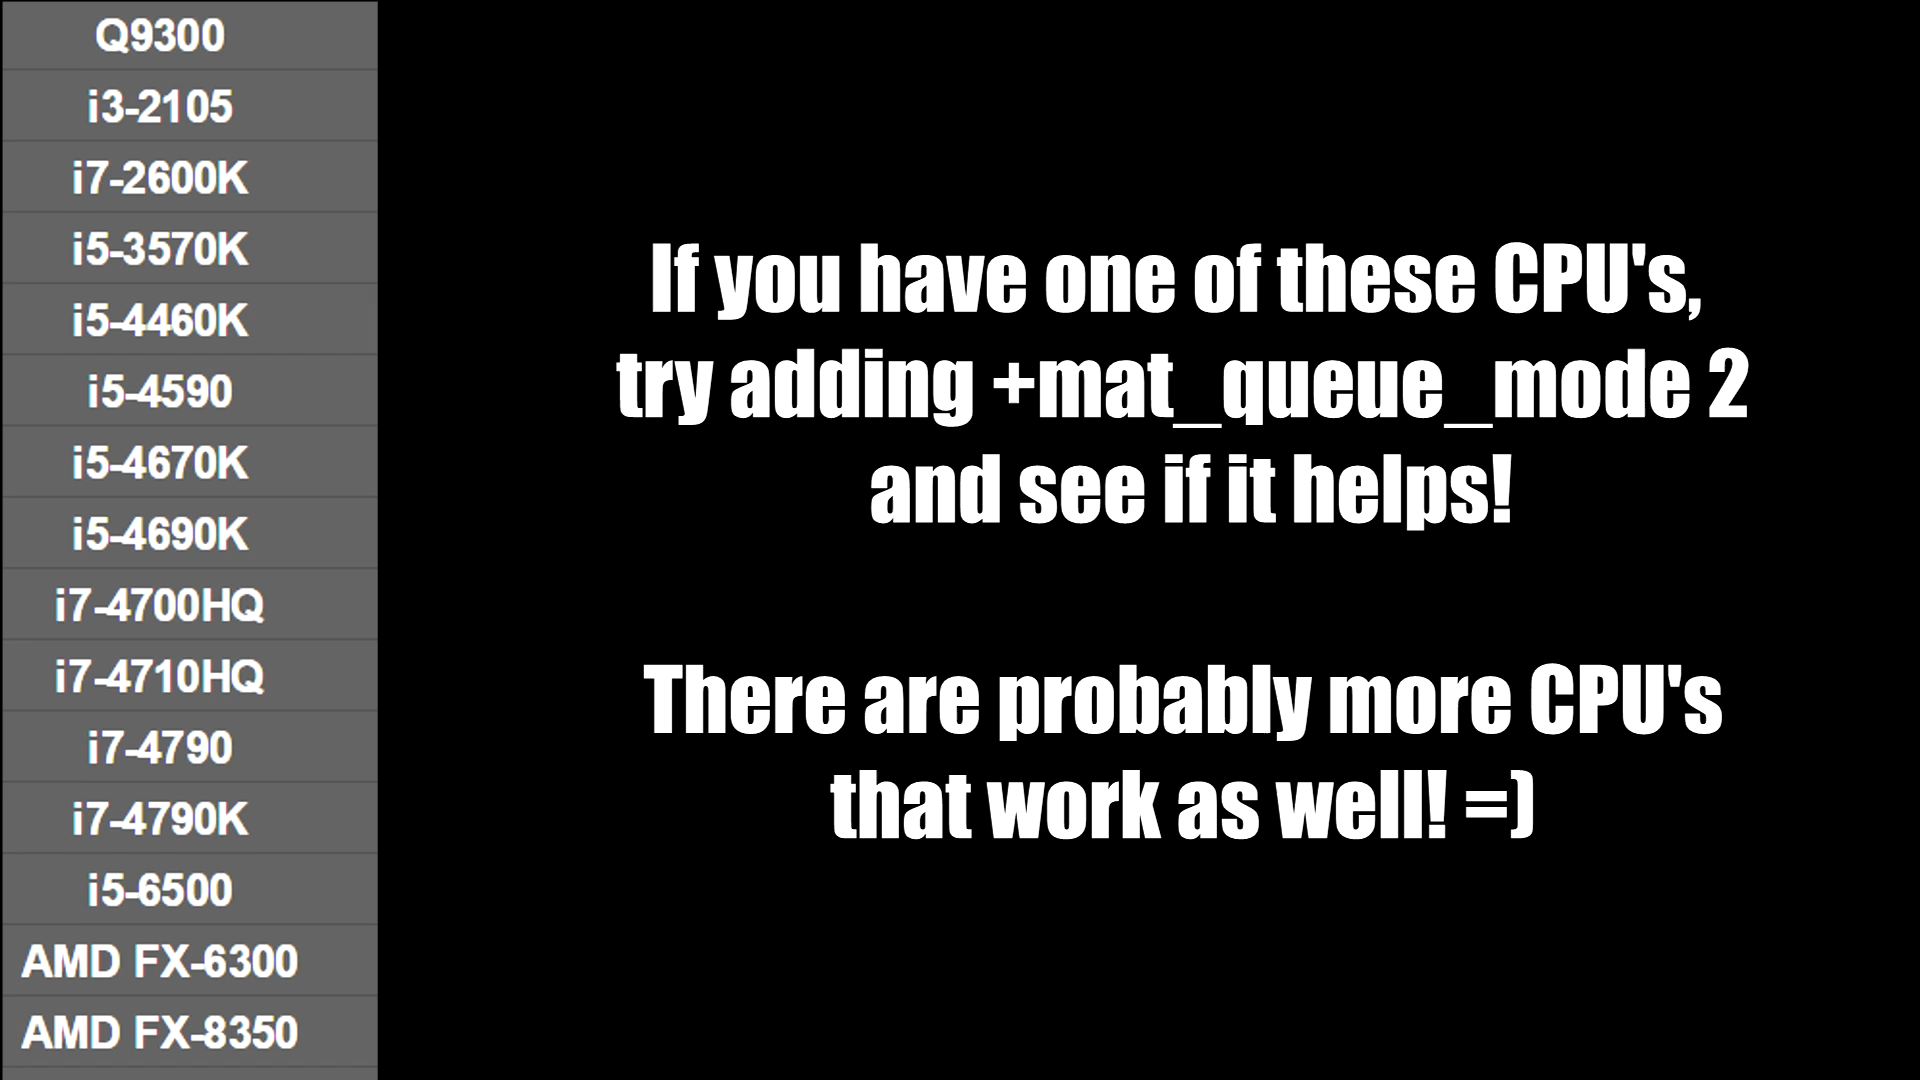 Q9300
i3-2105
i7-2600K
i5-3570K
i5-4460K
i5-4590
i5-4670K
i5-4690K
i7-4700HQ
i7-4710HQ
i7-4790
i7-4790K
i5-6500
AMD FX-6300
AMD FX-8350
If you have one of these CPU's,
try adding +mat_queue_mode 2
and see if it helps!
There are probably more CPU's
that work as well! =)